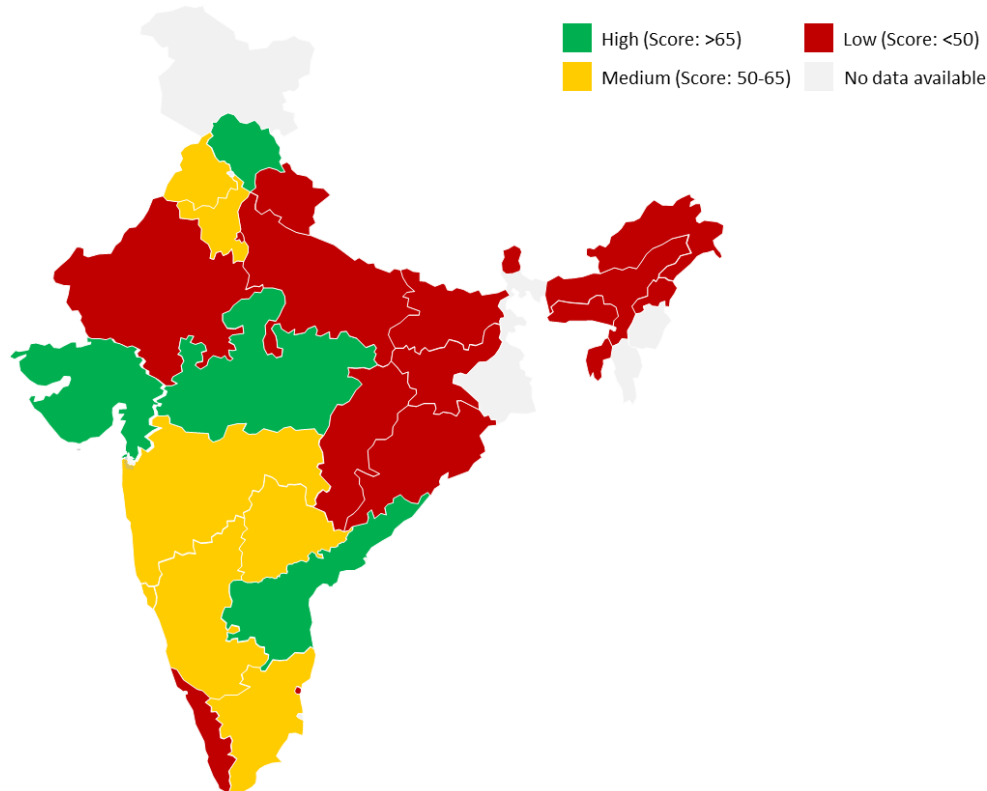 High (Score: >65)
Low (Score: <50)
Medium (Score: 50-65)
No data available